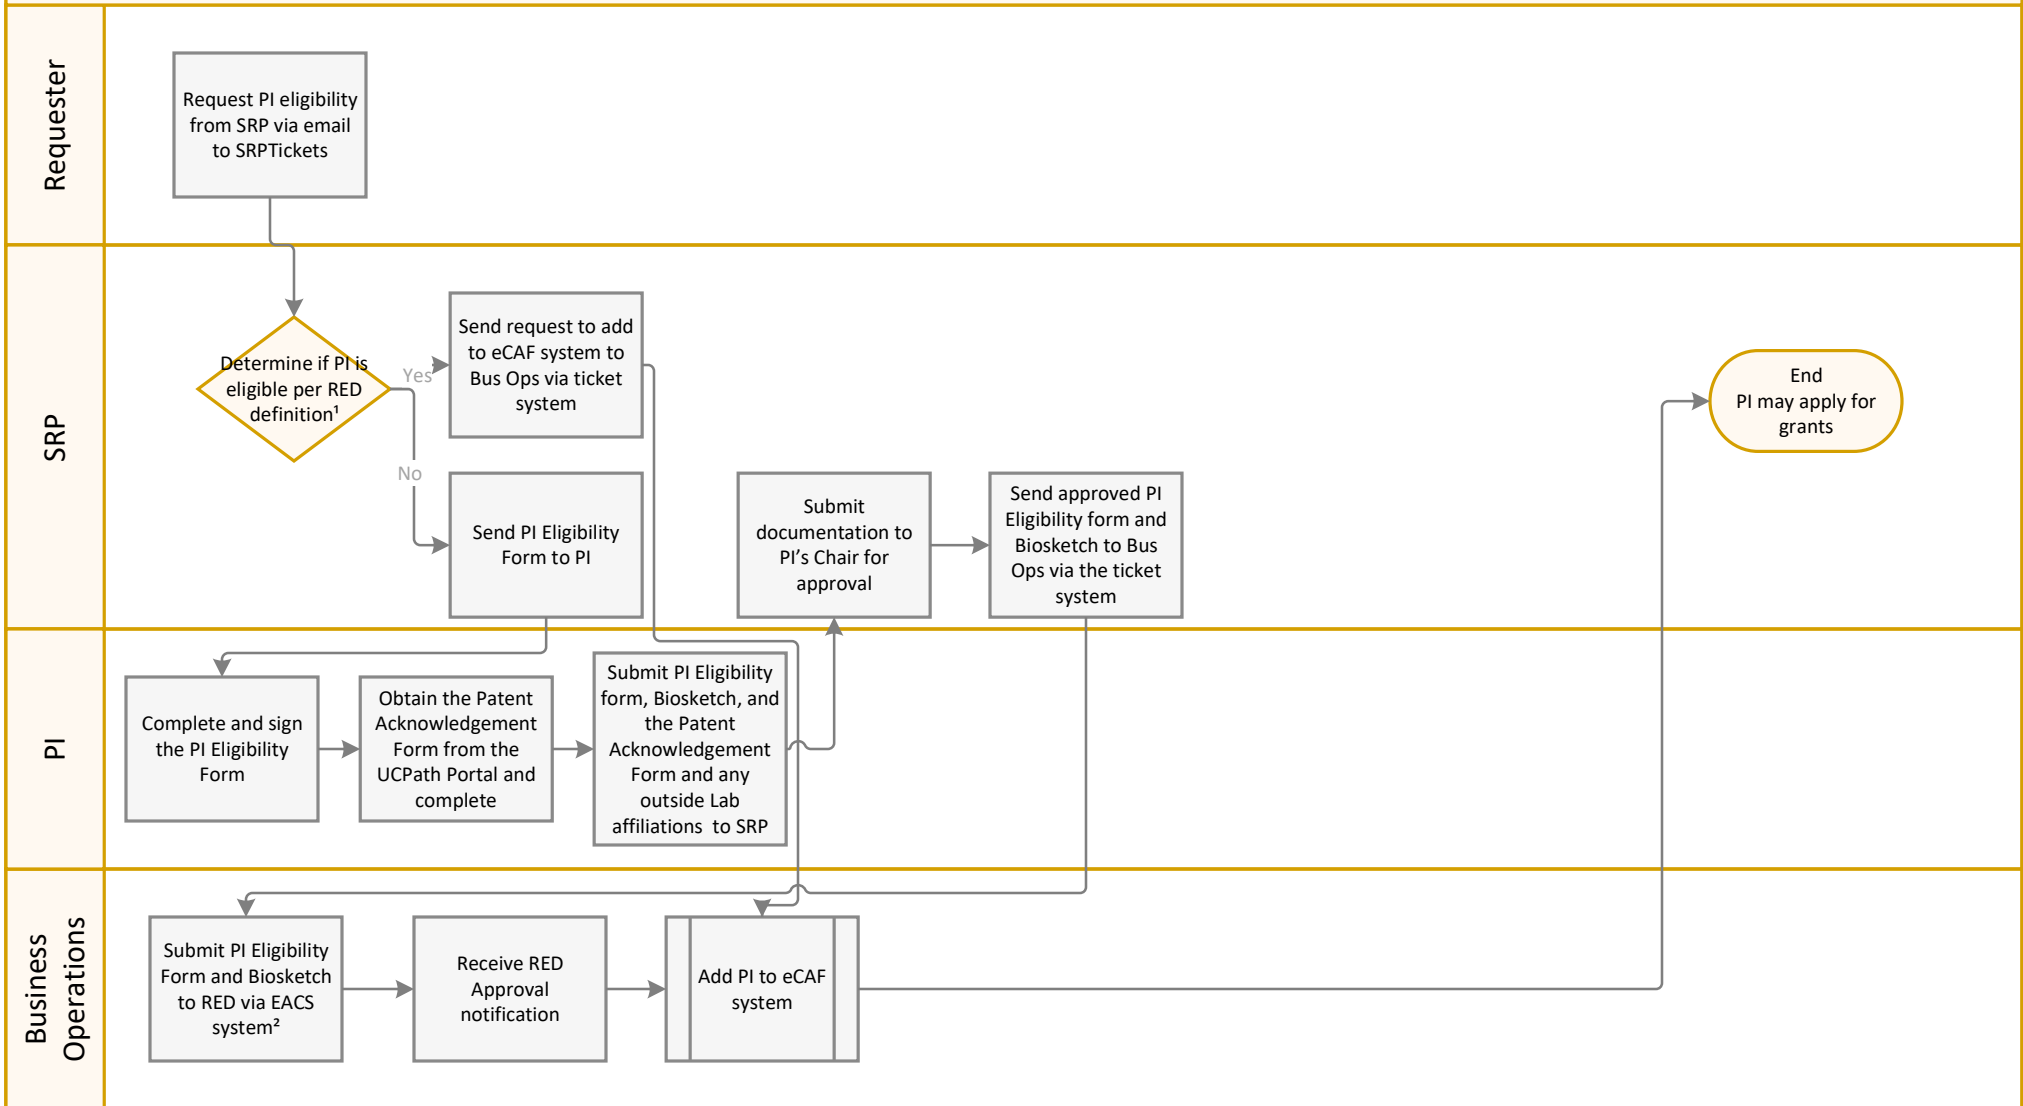 Requester
Request PI eligibility
from SRP via email
to SRPTickets
SRP
Determine if PI is
eligible per RED
definition¹
Yes
No
Send request to add
to eCAF system to
Bus Ops via ticket
system
Send PI Eligibility
Form to PI
Submit
documentation to
PI’s Chair for
approval
Send approved PI
Eligibility form and
Biosketch to Bus
Ops via the ticket
system
End
PI may apply for
grants
PI
Complete and sign
the PI Eligibility
Form
Obtain the Patent
Acknowledgement
Form from the
UCPath Portal and
complete
Submit PI Eligibility
form, Biosketch, and
the Patent
Acknowledgement
Form and any
outside Lab
affiliations to SRP
Business
Operations
Submit PI Eligibility
Form and Biosketch
to RED via EACS
system²
Receive RED
Approval
notification
Add PI to eCAF
system